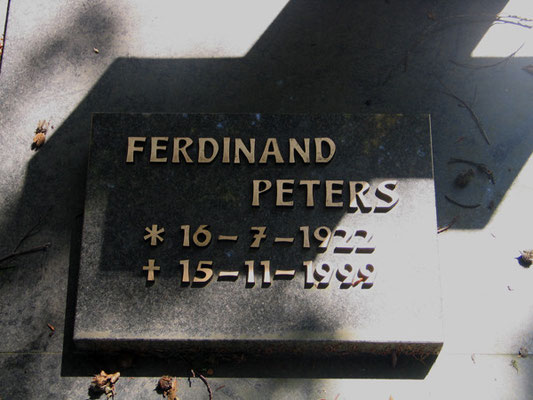 FERDINAND
PETERS
* 16-7-1922
† 15-11-1999